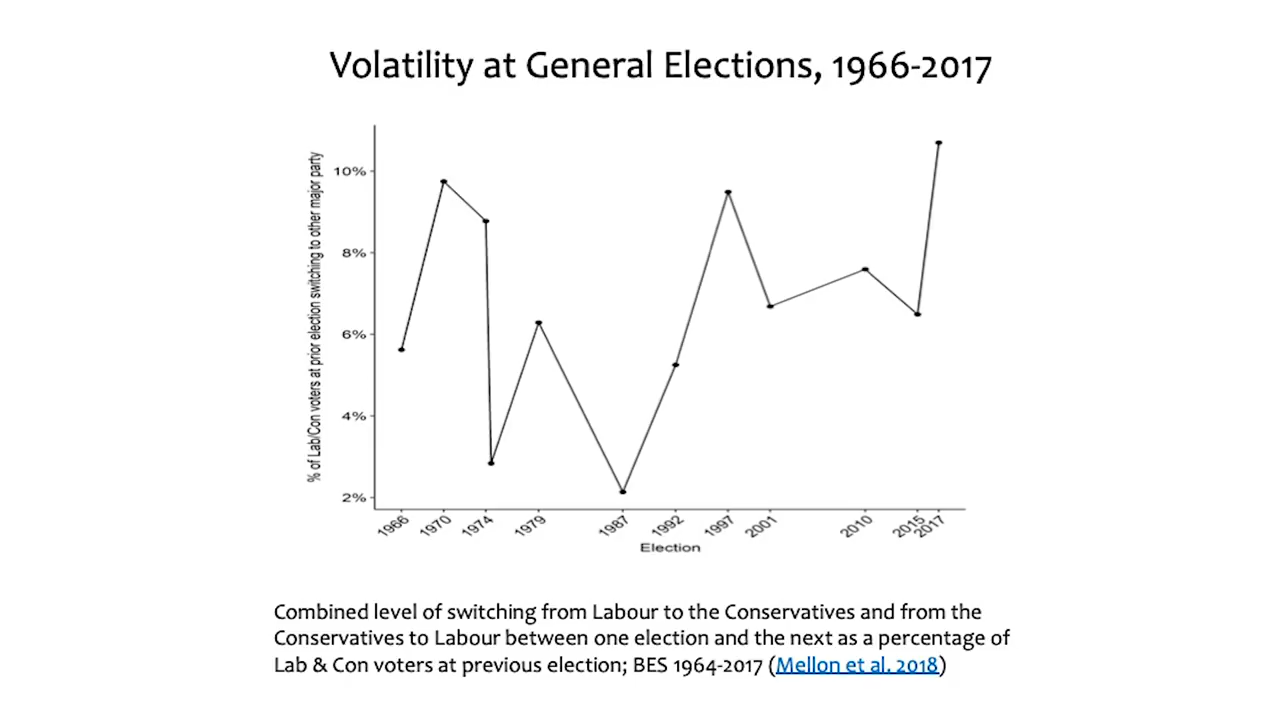 Volatility at General Elections, 1966-2017
% of Lab/Con voters at prior election switching to other major party
10%
8%
6%
4%
2%
1966
1970
1974
1979
1987
1992
1997
2001
2010
2015
2017
Election
Combined level of switching from Labour to the Conservatives and from the
Conservatives to Labour between one election and the next as a percentage of
Lab & Con voters at previous election; BES 1964-2017 (Mellon et al. 2018)